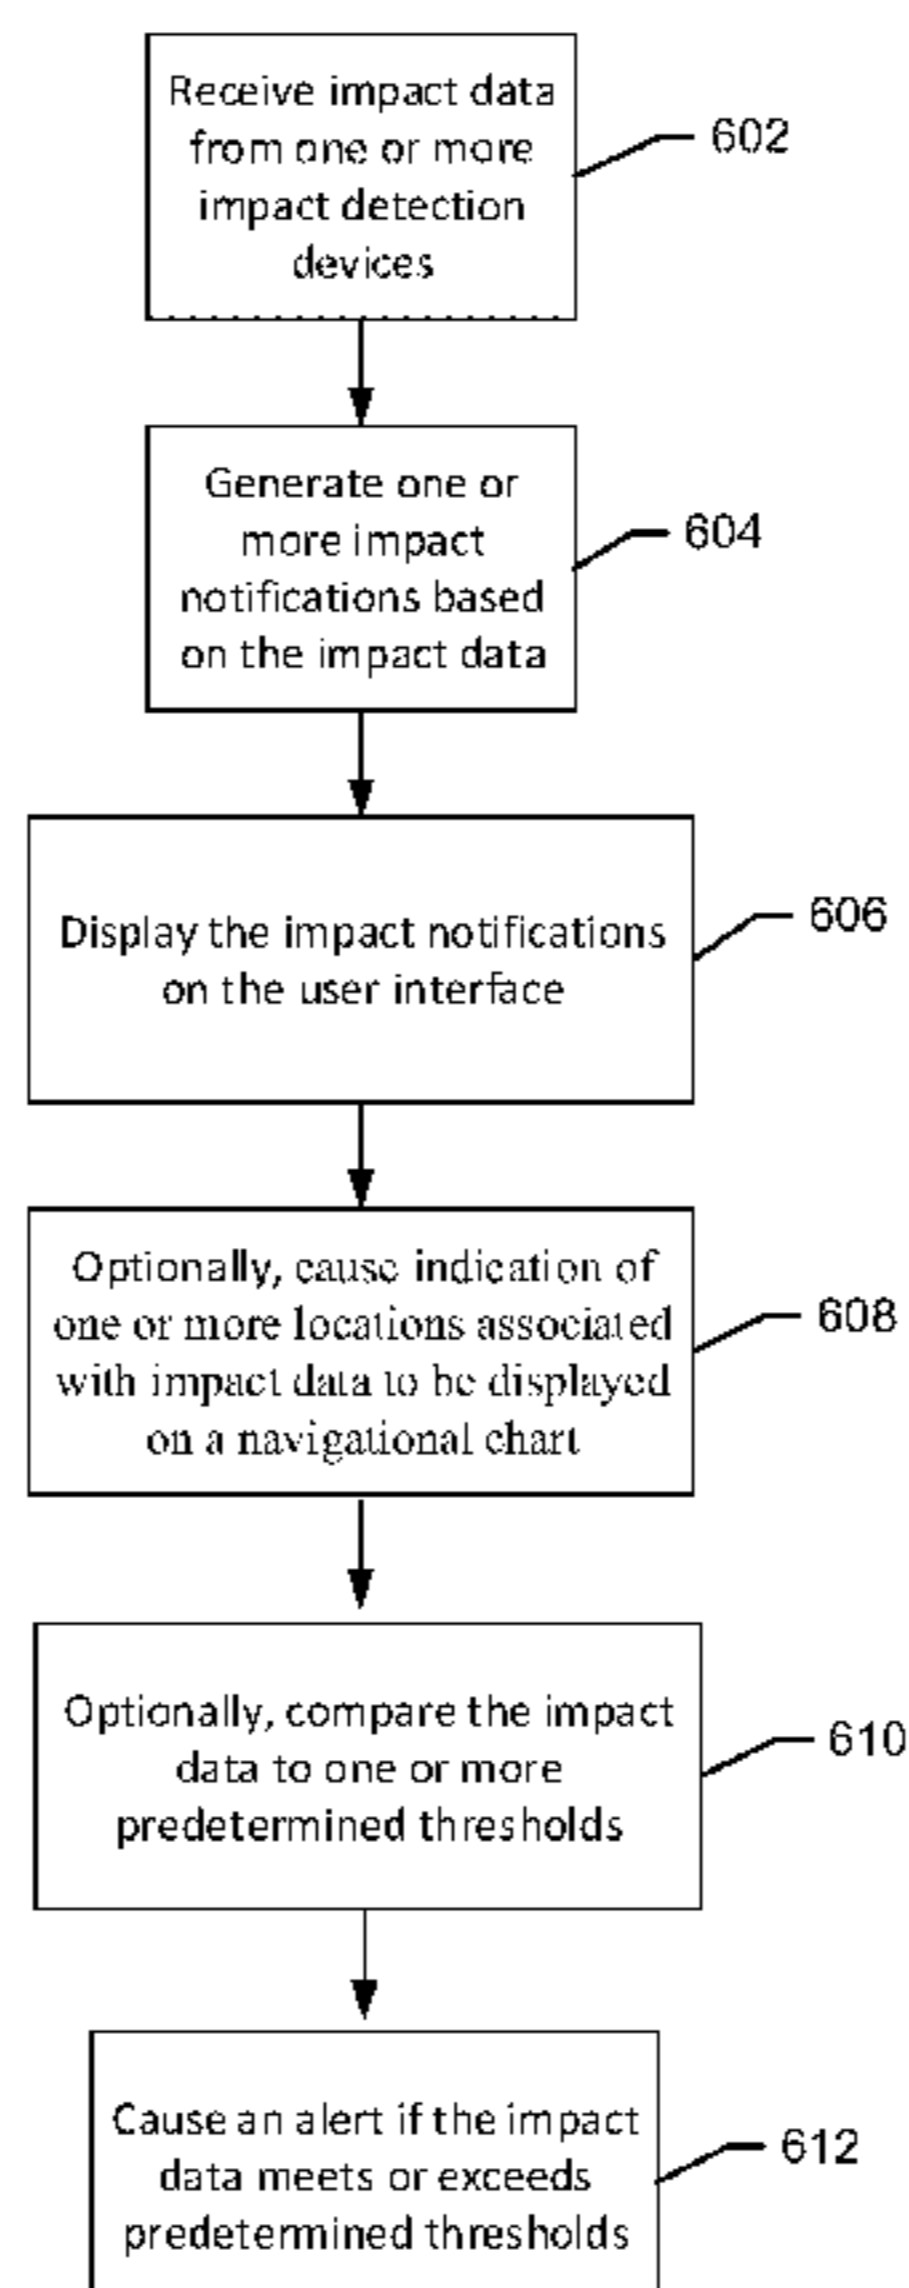 Receive impact data
from one or more
impact detection
devices
602
Generate one or
more impact
notifications based
on the impact data
604
Display the impact notifications
on the user interface
606
Optionally, cause indication of
one or more locations associated
with impact data to be displayed
on a navigational chart
608
Optionally, compare the impact
data to one or more
predetermined thresholds
610
Cause an alert if the impact
data meets or exceeds
predetermined thresholds
612